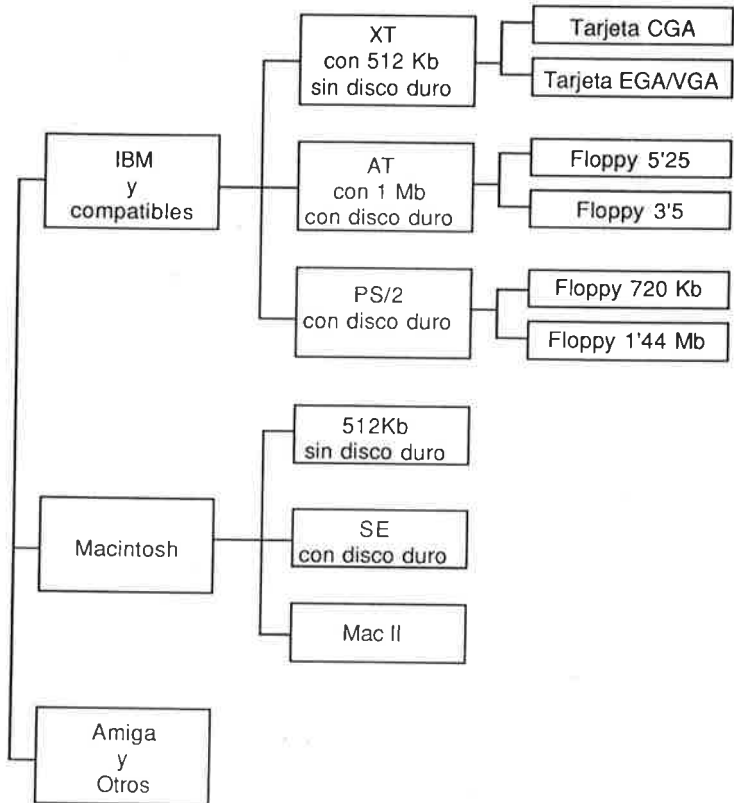 IBM
y
compatibles
XT
con 512 Kb
sin disco duro
Tarjeta CGA
Tarjeta EGA/VGA
AT
con 1 Mb
con disco duro
Floppy 5'25
Floppy 3'5
PS/2
con disco duro
Floppy 720 Kb
Floppy 1'44 Mb
Macintosh
512Kb
sin disco duro
SE
con disco duro
Mac II
Amiga
y
Otros